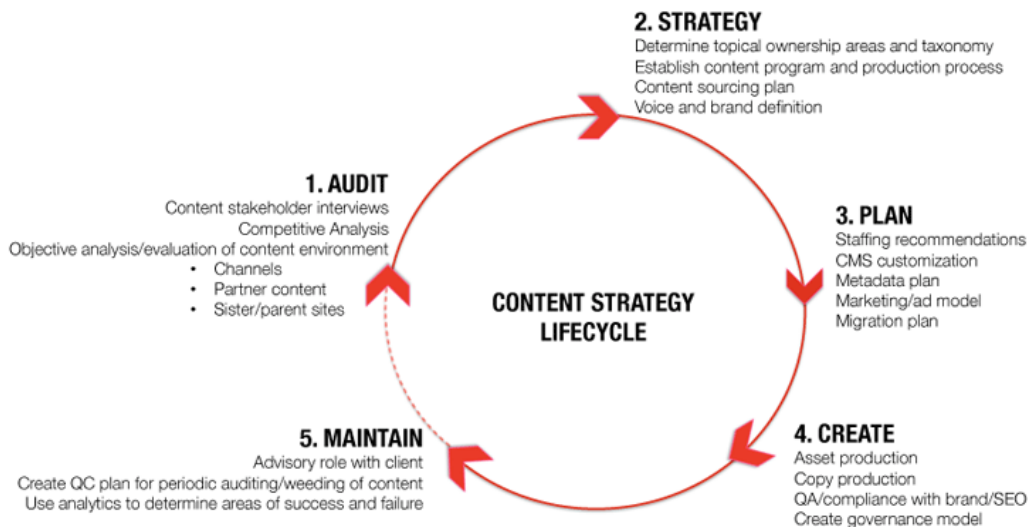 2. STRATEGY
Determine topical ownership areas and taxonomy
Establish content program and production process
Content sourcing plan
Voice and brand definition
1. AUDIT
Content stakeholder interviews
Competitive Analysis
Objective analysis/evaluation of content environment
• Channels
• Partner content
• Sister/parent sites
3. PLAN
Staffing recommendations
CMS customization
Metadata plan
Marketing/ad model
Migration plan
CONTENT STRATEGY
LIFECYCLE
5. MAINTAIN
Advisory role with client
Create QC plan for periodic auditing/weeding of content
Use analytics to determine areas of success and failure
4. CREATE
Asset production
Copy production
QA/compliance with brand/SEO
Create governance model